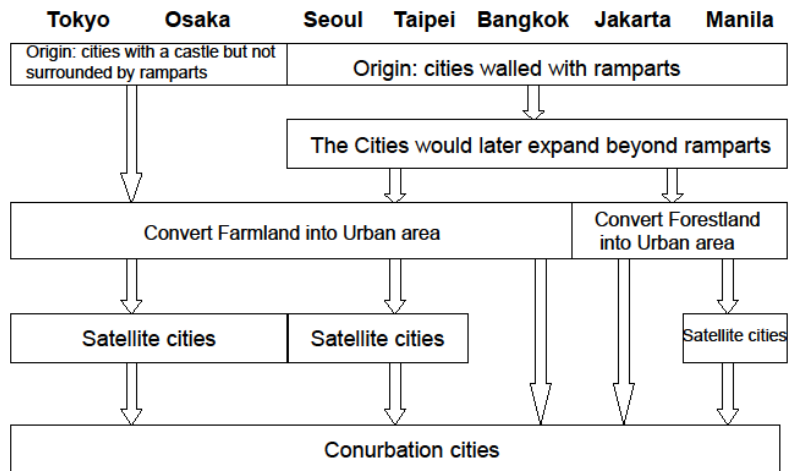 Tokyo Osaka Seoul Taipei Bangkok Jakarta Manila
Origin: cities with a castle but not
surrounded by ramparts
Origin: cities walled with ramparts
The Cities would later expand beyond ramparts
Convert Farmland into Urban area
Convert Forestland
into Urban area
Satellite cities
Satellite cities
Satellite cities
Conurbation cities